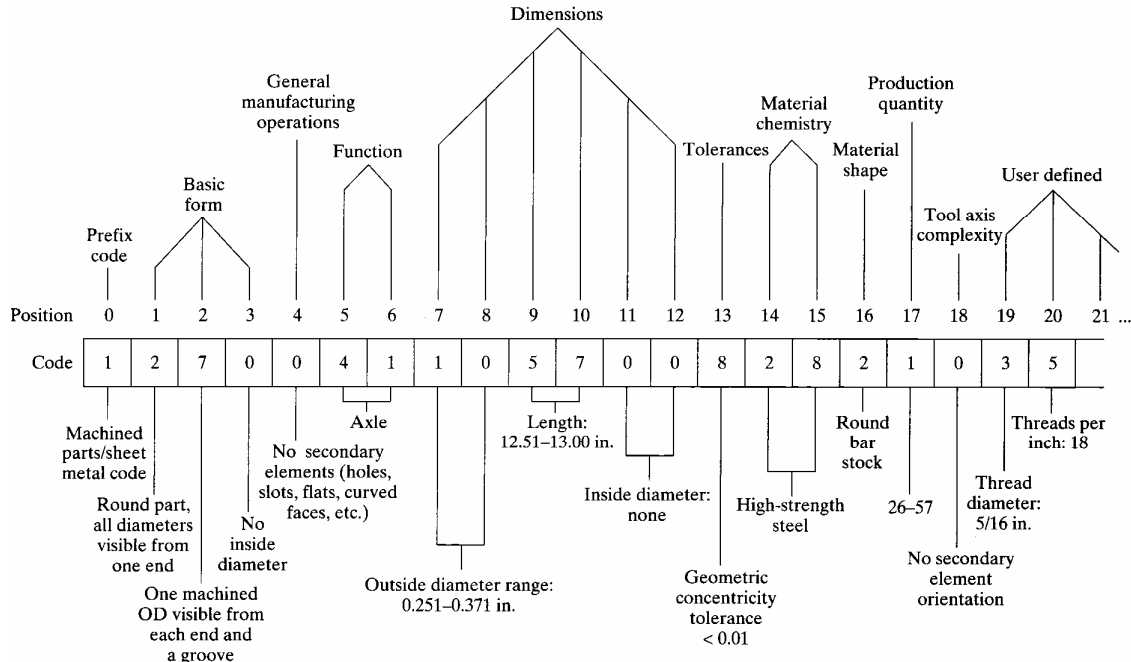 Dimensions
General
manufacturing
operations
Production
quantity
Material
chemistry
Function
Tolerances
Material
shape
Basic
form
User defined
Prefix
code
Tool axis
complexity
Position 0 1 2 3 4 5 6 7 8 9 10 11 12 13 14 15 16 17 18 19 20 21 ...
Code 1 2 7 0 0 4 1 1 0 5 7 0 0 8 2 8 2 1 0 3 5
Machined
parts/sheet
metal code
Round part,
all diameters
visible from
one end
One machined
OD visible from
each end and
a groove
No
inside
diameter
No secondary
elements (holes,
slots, flats, curved
faces, etc.)
Axle
Outside diameter range:
0.251–0.371 in.
Length:
12.51–13.00 in.
Inside diameter:
none
Geometric
concentricity
tolerance
< 0.01
High-strength
steel
Round
bar
stock
26–57
No secondary
element
orientation
Thread
diameter:
5/16 in.
Threads per
inch: 18